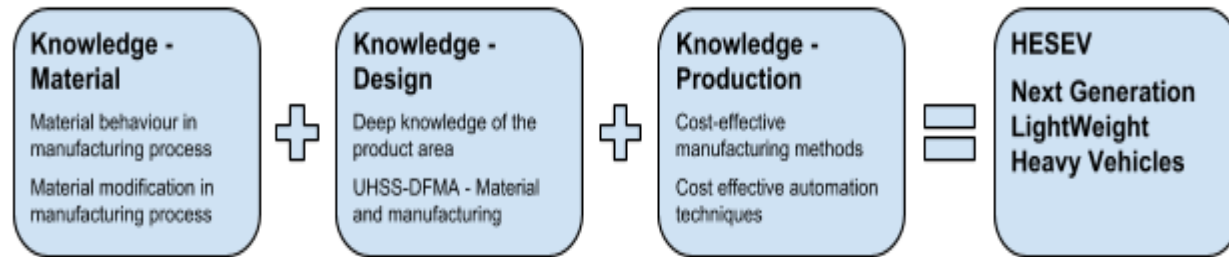 Knowledge -
Material
Material behaviour in
manufacturing process
Material modification in
manufacturing process
Knowledge -
Design
Deep knowledge of the
product area
UHSS-DFMA - Material
and manufacturing
Knowledge -
Production
Cost-effective
manufacturing methods
Cost effective automation
techniques
HESEV
Next Generation
LightWeight
Heavy Vehicles